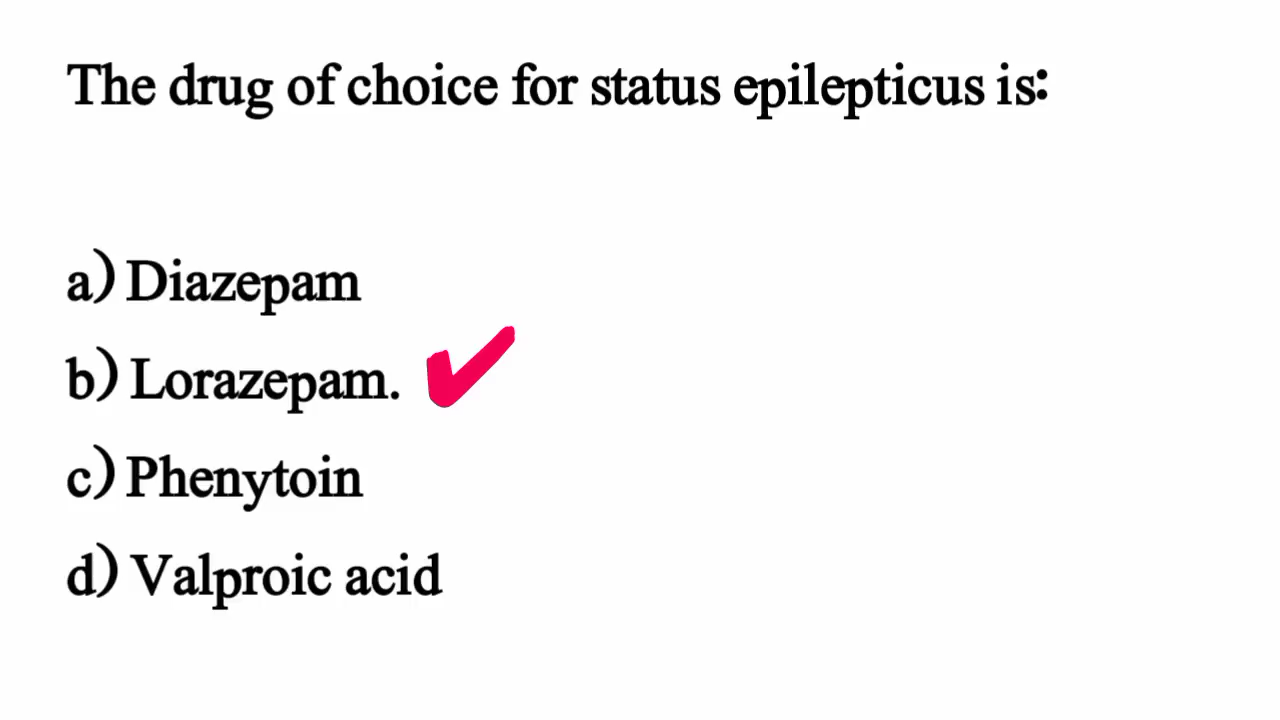 The drug of choice for status epilepticus is:
a) Diazepam
b) Lorazepam.
c) Phenytoin
d) Valproic acid